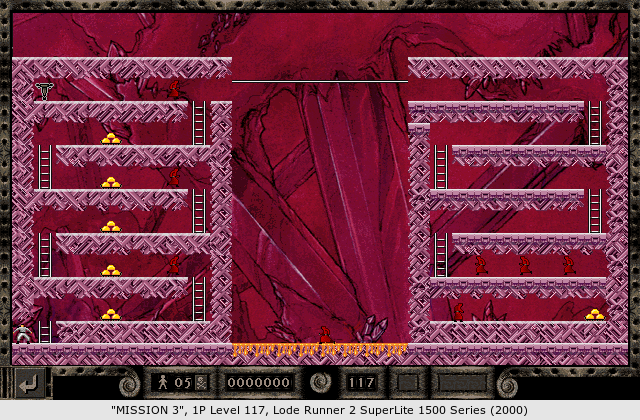 05 0000000 117
"MISSION 3", 1P Level 117, Lode Runner 2 SuperLite 1500 Series (2000)